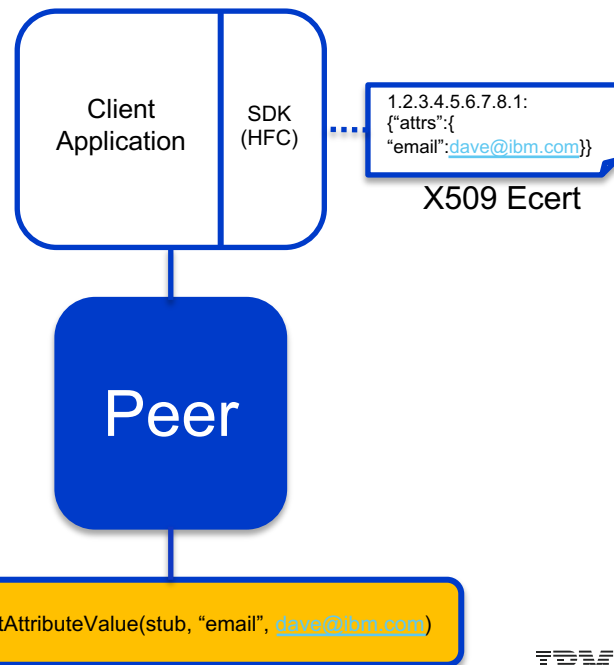 Client
Application
SDK
(HFC)
1.2.3.4.5.6.7.8.1:
{“attrs”:{
“email”:dave@ibm.com}}
X509 Ecert
Peer
tAttributeValue(stub, “email”, dave@ibm.com)
IBM